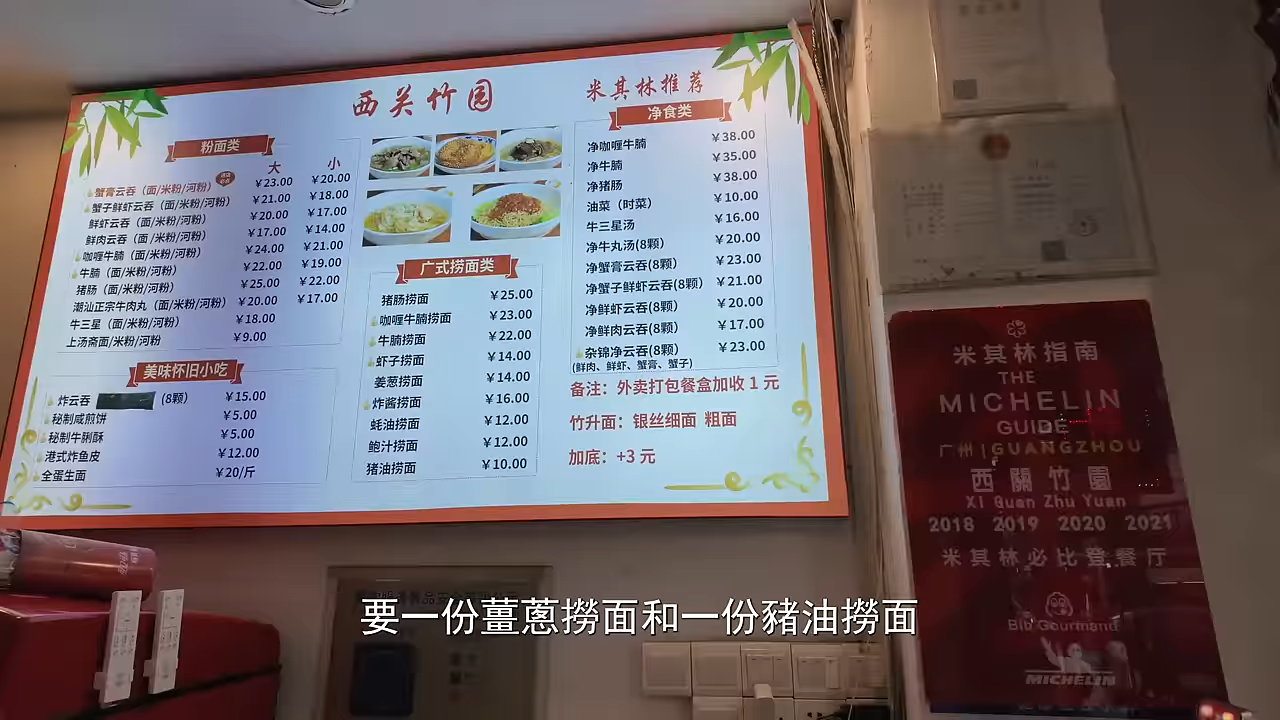 西关竹园
米其林推荐
粉面类
大 小
蟹膏云吞（面/米粉/河粉） ￥23.00 ￥20.00
蟹子鲜虾云吞（面/米粉/河粉） ￥21.00 ￥18.00
鲜虾云吞（面/米粉/河粉） ￥20.00 ￥17.00
鲜肉云吞（面/米粉/河粉） ￥17.00 ￥14.00
咖喱牛腩（面/米粉/河粉） ￥24.00 ￥21.00
牛腩（面/米粉/河粉） ￥22.00 ￥19.00
猪肠（面/米粉/河粉） ￥25.00 ￥22.00
潮汕正宗牛肉丸（面/米粉/河粉） ￥20.00 ￥17.00
牛三星（面/米粉/河粉） ￥18.00
上汤斋面/米粉/河粉 ￥9.00
美味怀旧小吃
炸云吞 (8颗) ￥15.00
秘制咸煎饼 ￥5.00
秘制牛脷酥 ￥5.00
港式炸鱼皮 ￥12.00
全蛋生面 ￥20/斤
广式捞面类
猪肠捞面 ￥25.00
咖喱牛腩捞面 ￥23.00
牛腩捞面 ￥22.00
虾子捞面 ￥14.00
姜葱捞面 ￥14.00
炸酱捞面 ￥16.00
蚝油捞面 ￥12.00
鲍汁捞面 ￥12.00
猪油捞面 ￥10.00
净食类
净咖喱牛腩 ￥38.00
净牛腩 ￥35.00
净猪肠 ￥38.00
油菜（时菜） ￥10.00
牛三星汤 ￥16.00
净牛丸汤(8颗) ￥20.00
净蟹膏云吞(8颗) ￥23.00
净蟹子鲜虾云吞(8颗) ￥21.00
净鲜虾云吞(8颗) ￥20.00
净鲜肉云吞(8颗) ￥17.00
杂锦净云吞(8颗) ￥23.00
(鲜肉、鲜虾、蟹膏、蟹子)
备注：外卖打包餐盒加收1元
竹升面：银丝细面 粗面
加底：+3元
米其林指南
THE
MICHELIN
GUIDE
广州|GUANGZHOU
西關竹園
Xi Guan Zhu Yuan
2018 2019 2020 2021
米其林必比登餐厅
Bib Gourmand
MICHELIN
要一份薑蔥撈面和一份豬油撈面